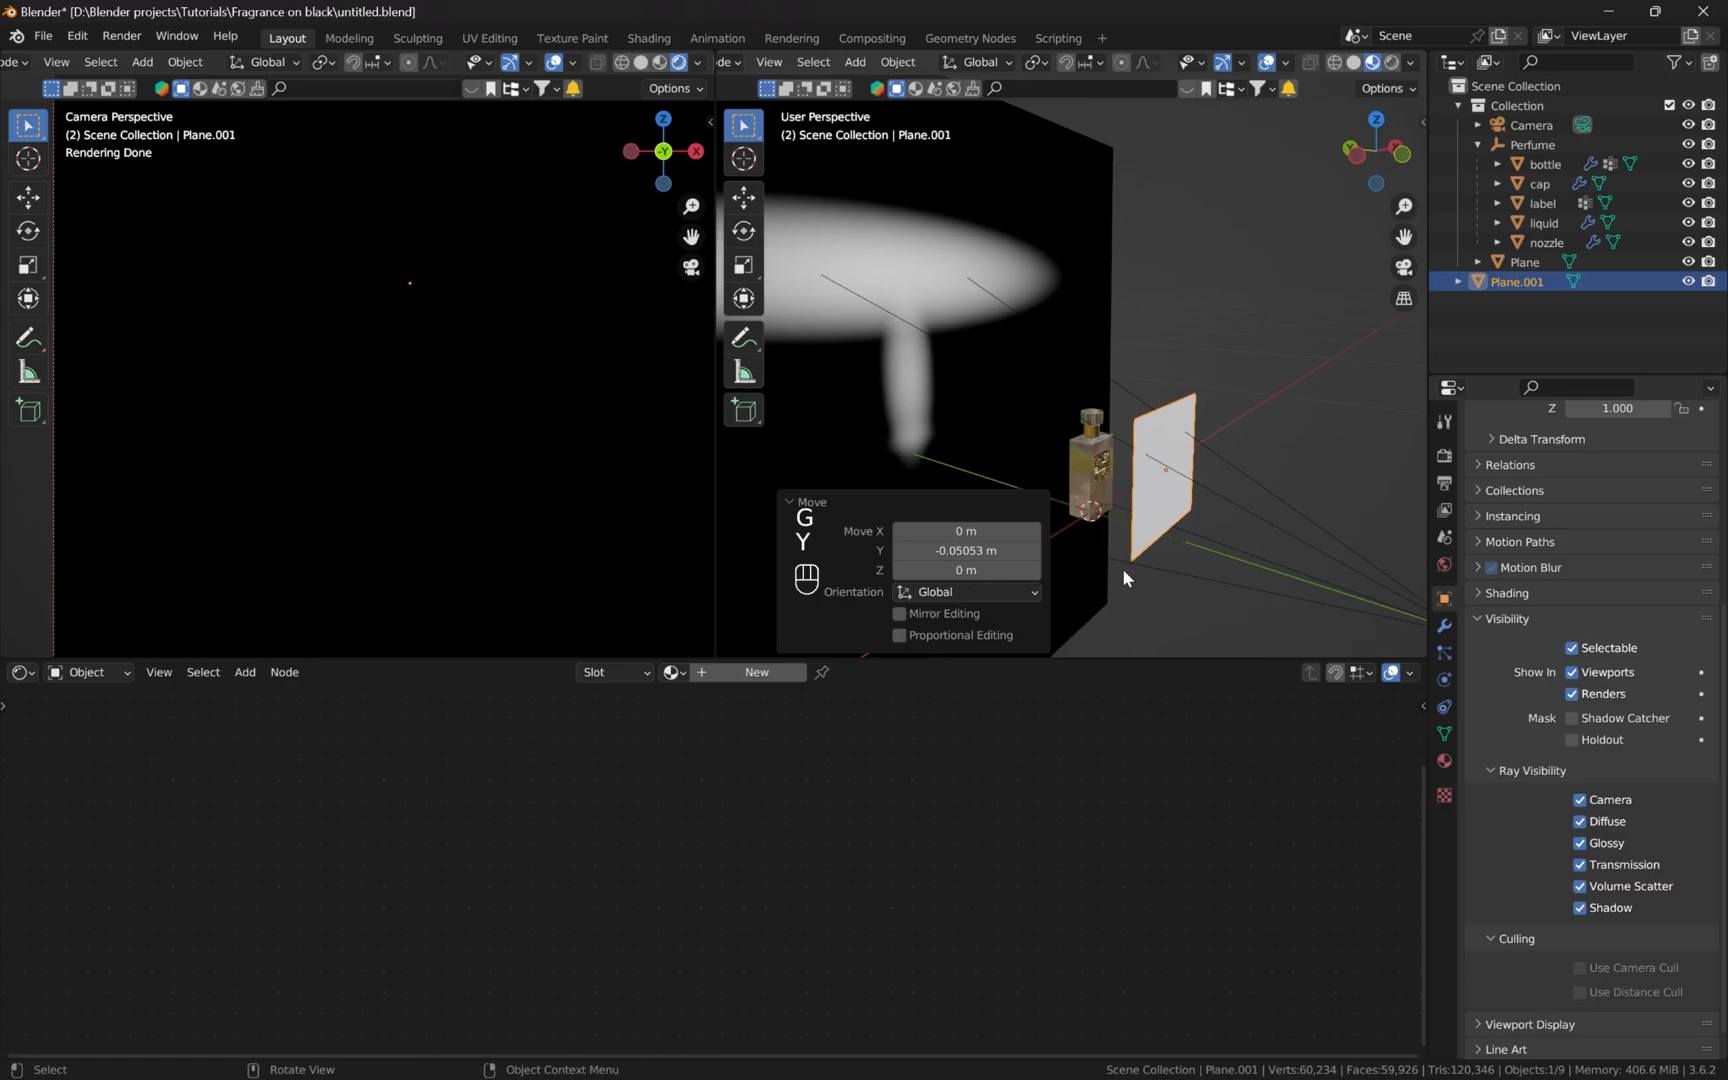 Blender* [D:\Blender projects\Tutorials\Fragrance on black\untitled.blend]
File Edit Render Window Help Layout Modeling Sculpting UV Editing Texture Paint Shading Animation Rendering Compositing Geometry Nodes Scripting + Scene ViewLayer
ode View Select Add Object Global
de View Select Add Object Global
Options
Options
Camera Perspective
(2) Scene Collection | Plane.001
Rendering Done
Z
-Y
X
User Perspective
(2) Scene Collection | Plane.001
Z
Y
X
Move
G
Y
Move X 0 m
Y -0.05053 m
Z 0 m
Orientation Global
Mirror Editing
Proportional Editing
Scene Collection
Collection
Camera
Perfume
bottle
cap
label
liquid
nozzle
Plane
Plane.001
Z 1.000
Delta Transform
Relations
Collections
Instancing
Motion Paths
Motion Blur
Shading
Visibility
Selectable
Show In Viewports
Renders
Mask Shadow Catcher
Holdout
Ray Visibility
Camera
Diffuse
Glossy
Transmission
Volume Scatter
Shadow
Culling
Use Camera Cull
Use Distance Cull
Viewport Display
Line Art
Object View Select Add Node Slot + New
Select Rotate View Object Context Menu Scene Collection | Plane.001 | Verts:60,234 | Faces:59,926 | Tris:120,346 | Objects:1/9 | Memory: 406.6 MiB | 3.6.2